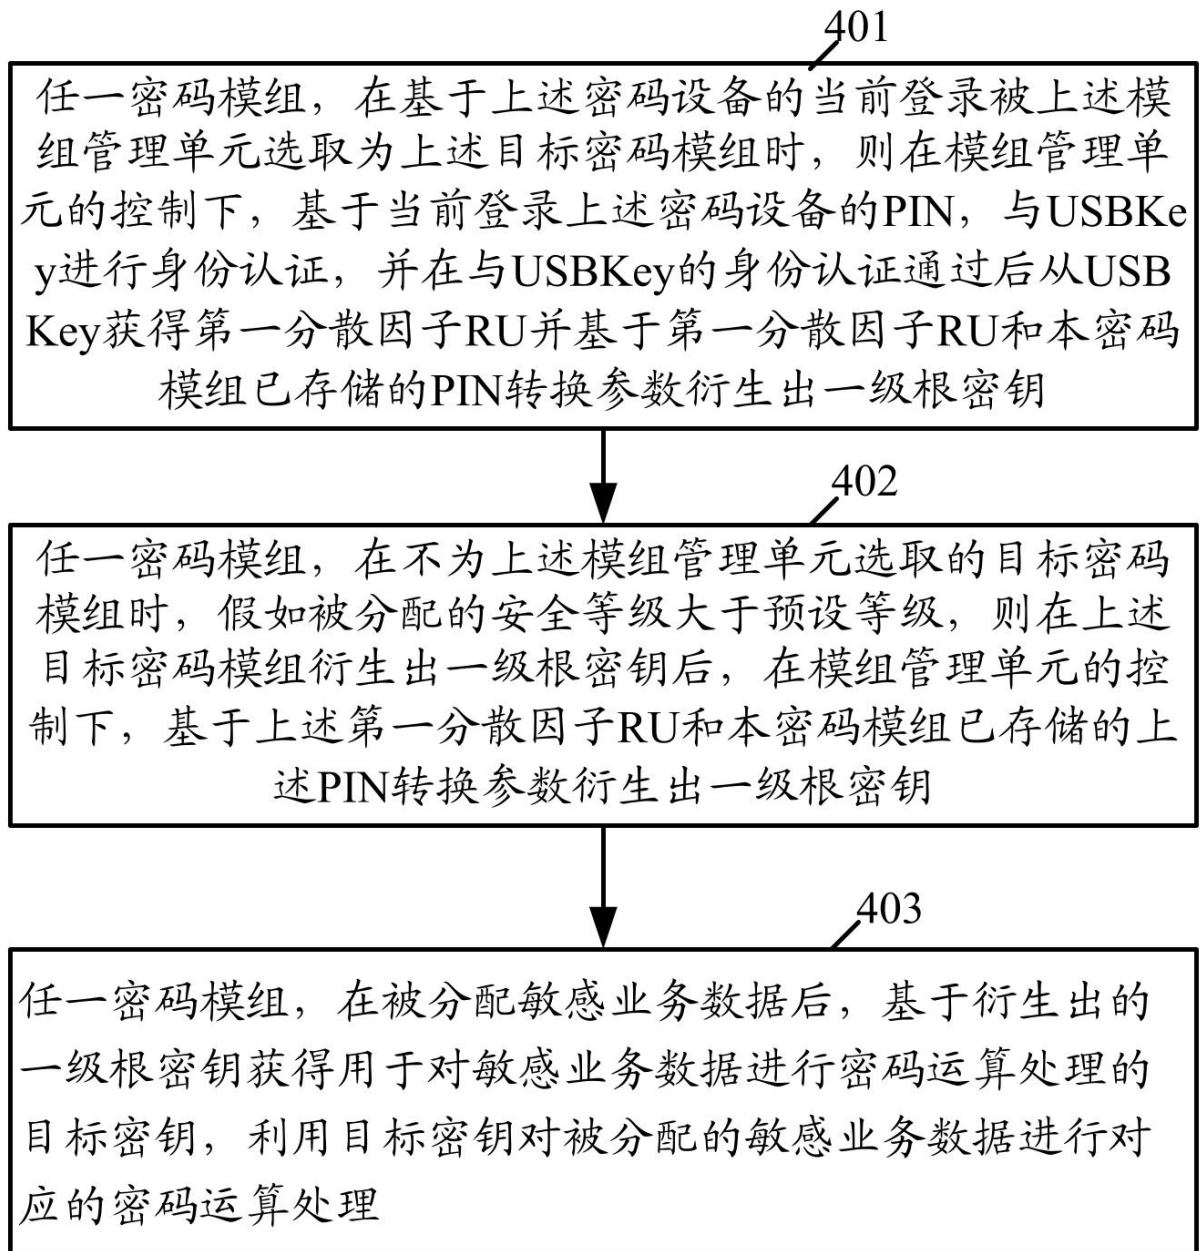 401
任一密码模组，在基于上述密码设备的当前登录被上述模
组管理单元选取为上述目标密码模组时，则在模组管理单
元的控制下，基于当前登录上述密码设备的PIN，与USBKe
y进行身份认证，并在与USBKey的身份认证通过后从USB
Key获得第一分散因子RU并基于第一分散因子RU和本密码
模组已存储的PIN转换参数衍生出一级根密钥
402
任一密码模组，在不为上述模组管理单元选取的目标密码
模组时，假如被分配的安全等级大于预设等级，则在上述
目标密码模组衍生出一级根密钥后，在模组管理单元的控
制下，基于上述第一分散因子RU和本密码模组已存储的上
述PIN转换参数衍生出一级根密钥
403
任一密码模组，在被分配敏感业务数据后，基于衍生出的
一级根密钥获得用于对敏感业务数据进行密码运算处理的
目标密钥，利用目标密钥对被分配的敏感业务数据进行对
应的密码运算处理